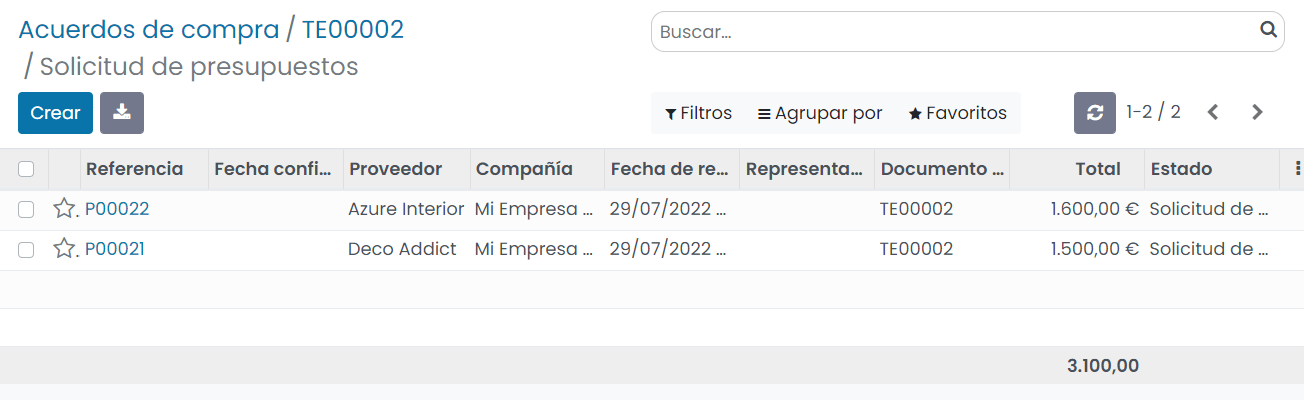 Acuerdos de compra / TE00002
/ Solicitud de presupuestos
Buscar...
Crear
Filtros Agrupar por Favoritos
1-2 / 2
Referencia Fecha confi... Proveedor Compañía Fecha de re... Representa... Documento ... Total Estado
P00022 Azure Interior Mi Empresa ... 29/07/2022 ... TE00002 1.600,00 € Solicitud de ...
P00021 Deco Addict Mi Empresa ... 29/07/2022 ... TE00002 1.500,00 € Solicitud de ...
3.100,00